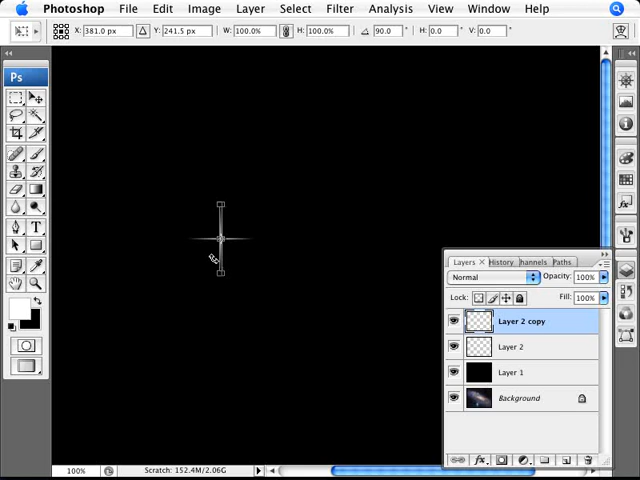 Photoshop File Edit Image Layer Select Filter Analysis View Window Help
X: 381.0 px Y: 241.5 px W: 100.0% H: 100.0% 90.0 ° H: 0.0 ° V: 0.0 °
Ps
T
Layers × History hannels Paths
Normal Opacity: 100%
Lock: Fill: 100%
Layer 2 copy
Layer 2
Layer 1
Background
fx
100% Scratch: 152.4M/2.06G